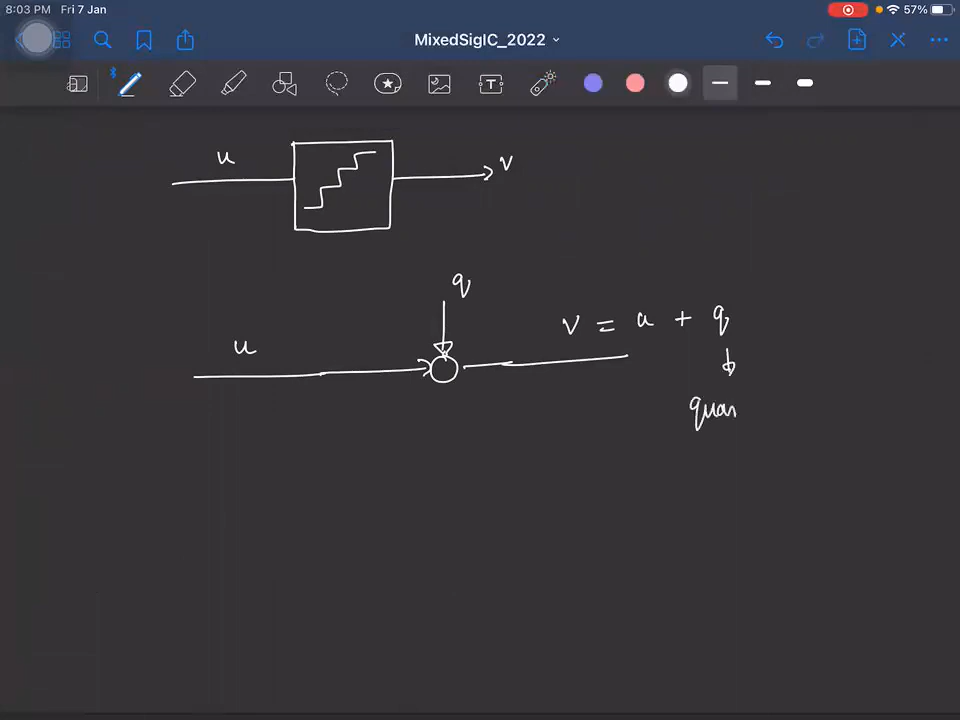 8:03 PM Fri 7 Jan
57%
MixedSigIC_2022
T
u
v
q
v = u + q
u
quan